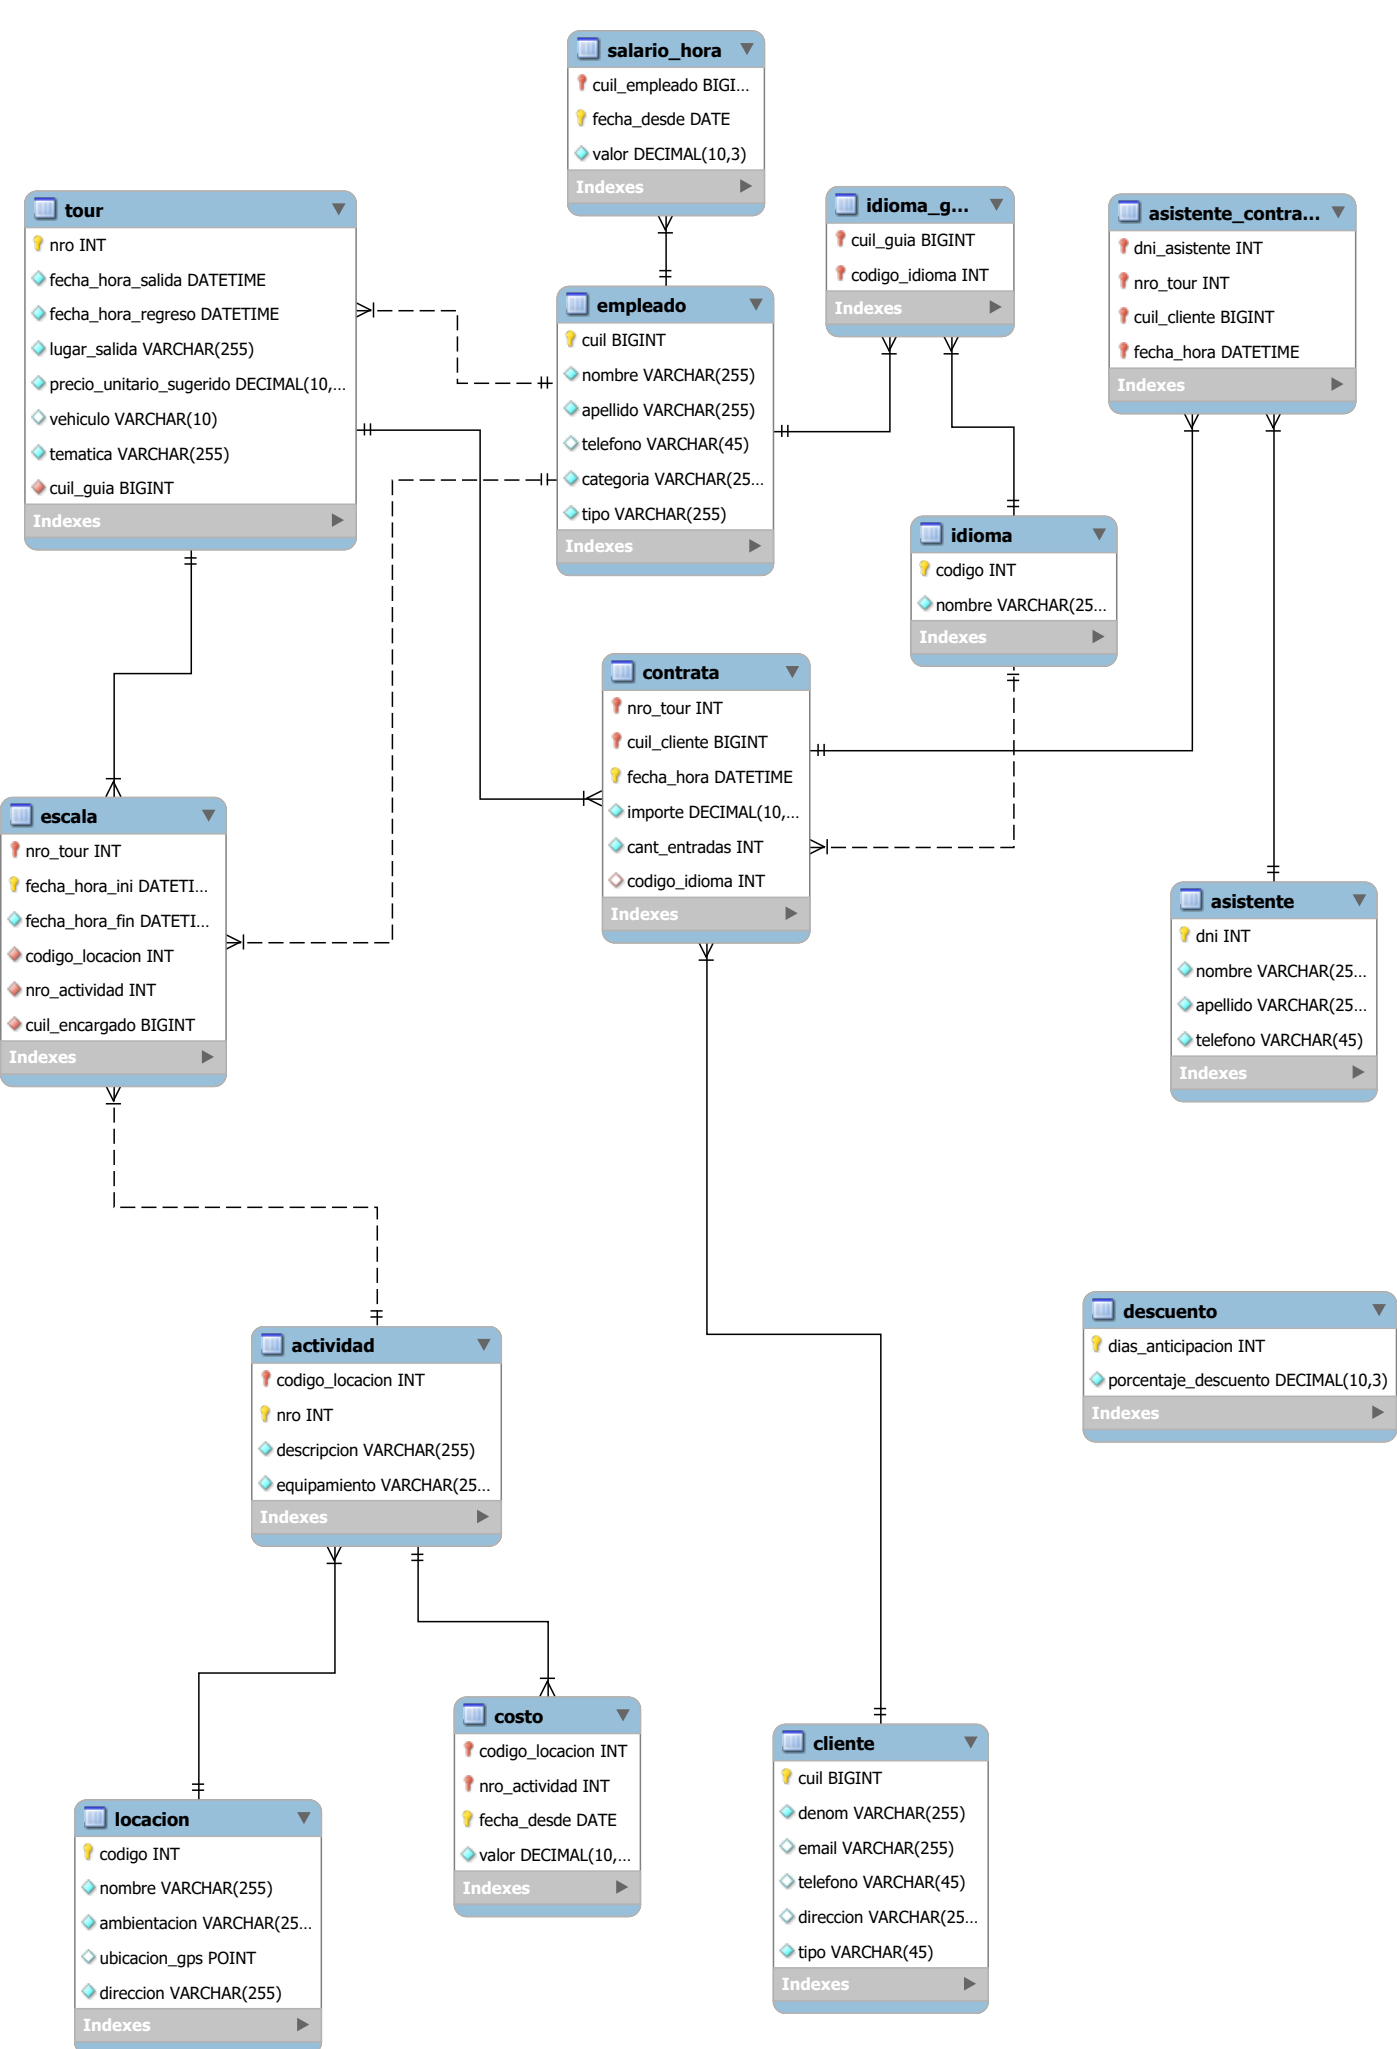 salario_hora
cuil_empleado BIGI...
fecha_desde DATE
valor DECIMAL(10,3)
Indexes
tour
nro INT
fecha_hora_salida DATETIME
fecha_hora_regreso DATETIME
lugar_salida VARCHAR(255)
precio_unitario_sugerido DECIMAL(10,...
vehiculo VARCHAR(10)
tematica VARCHAR(255)
cuil_guia BIGINT
Indexes
empleado
cuil BIGINT
nombre VARCHAR(255)
apellido VARCHAR(255)
telefono VARCHAR(45)
categoria VARCHAR(25...
tipo VARCHAR(255)
Indexes
idioma_g...
cuil_guia BIGINT
codigo_idioma INT
Indexes
asistente_contra...
dni_asistente INT
nro_tour INT
cuil_cliente BIGINT
fecha_hora DATETIME
Indexes
idioma
codigo INT
nombre VARCHAR(25...
Indexes
contrata
nro_tour INT
cuil_cliente BIGINT
fecha_hora DATETIME
importe DECIMAL(10,...
cant_entradas INT
codigo_idioma INT
Indexes
escala
nro_tour INT
fecha_hora_ini DATETI...
fecha_hora_fin DATETI...
codigo_locacion INT
nro_actividad INT
cuil_encargado BIGINT
Indexes
asistente
dni INT
nombre VARCHAR(25...
apellido VARCHAR(25...
telefono VARCHAR(45)
Indexes
descuento
dias_anticipacion INT
porcentaje_descuento DECIMAL(10,3)
Indexes
actividad
codigo_locacion INT
nro INT
descripcion VARCHAR(255)
equipamiento VARCHAR(25...
Indexes
costo
codigo_locacion INT
nro_actividad INT
fecha_desde DATE
valor DECIMAL(10,...
Indexes
cliente
cuil BIGINT
denom VARCHAR(255)
email VARCHAR(255)
telefono VARCHAR(45)
direccion VARCHAR(25...
tipo VARCHAR(45)
Indexes
locacion
codigo INT
nombre VARCHAR(255)
ambientacion VARCHAR(25...
ubicacion_gps POINT
direccion VARCHAR(255)
Indexes